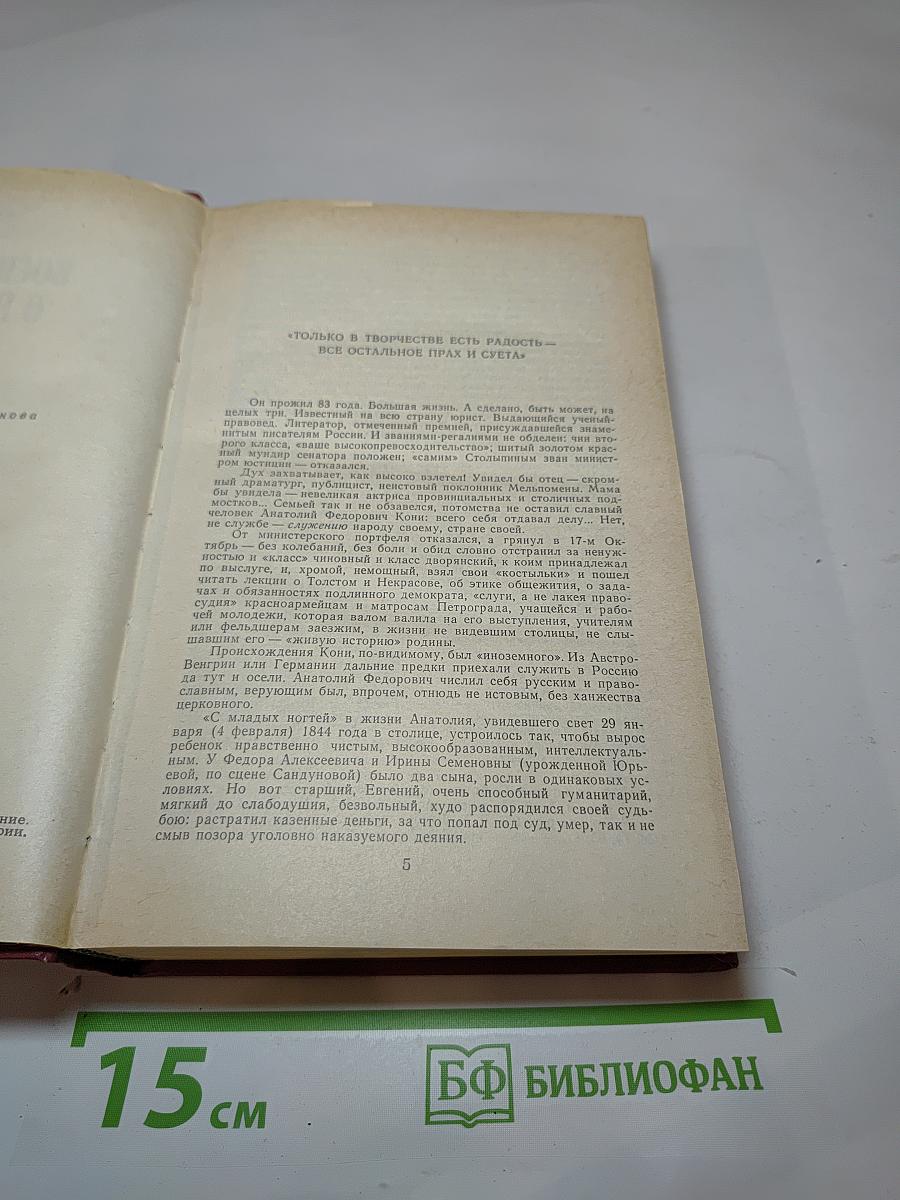 кова
ние.
рии.
«ТОЛЬКО В ТВОРЧЕСТВЕ ЕСТЬ РАДОСТЬ—
ВСЕ ОСТАЛЬНОЕ ПРАХ И СУЕТА»
Он прожил 83 года. Большая жизнь. А сделано, быть может, на
целых три. Известный на всю страну юрист. Выдающийся ученый-
правовед. Литератор, отмеченный премией, присуждавшейся знаме-
нитым писателям России. И званиями-регалиями не обделен: чин вто-
рого класса, «ваше высокопревосходительство»; шитый золотом крас-
ный мундир сенатора положен; «самим» Столыпиным зван минист-
ром юстиции — отказался.
Дух захватывает, как высоко взлетел! Увидел бы отец — скром-
ный драматург, публицист, неистовый поклонник Мельпомены. Мама
бы увидела — невеликая актриса провинциальных и столичных под-
мостков... Семьей так и не обзавелся, потомства не оставил славный
человек Анатолий Федорович Кони: всего себя отдавал делу... Нет,
не службе — служению народу своему, стране своей.
От министерского портфеля отказался, а грянул в 17-м Ок-
тябрь — без колебаний, без боли и обид словно отстранил за ненуж-
ностью и «класс» чиновный и класс дворянский, к коим принадлежал
по выслуге, и, хромой, немощный, взял свои «костыльки» и пошел
читать лекции о Толстом и Некрасове, об этике общежития, о зада-
чах и обязанностях подлинного демократа, «слуги, а не лакея право-
судия» красноармейцам и матросам Петрограда, учащейся и рабо-
чей молодежи, которая валом валила на его выступления, учителям
или фельдшерам заезжим, в жизни не видевшим столицы, не слы-
шавшим его — «живую историю» родины.
Происхождения Кони, по-видимому, был «иноземного». Из Австро-
Венгрии или Германии дальние предки приехали служить в Россию
да тут и осели. Анатолий Федорович числил себя русским и право-
славным, верующим был, впрочем, отнюдь не истовым, без ханжества
церковного.
«С младых ногтей» в жизни Анатолия, увидевшего свет 29 ян-
варя (4 февраля) 1844 года в столице, устроилось так, чтобы вырос
ребенок нравственно чистым, высокообразованным, интеллектуаль-
ным. У Федора Алексеевича и Ирины Семеновны (урожденной Юрь-
евой, по сцене Сандуновой) было два сына, росли в одинаковых ус-
ловиях. Но вот старший, Евгений, очень способный гуманитарий,
мягкий до слабодушия, безвольный, худо распорядился своей судь-
бою: растратил казенные деньги, за что попал под суд, умер, так и не
смыв позора уголовно наказуемого деяния.
5
15 см
БФ БИБЛИОФАН